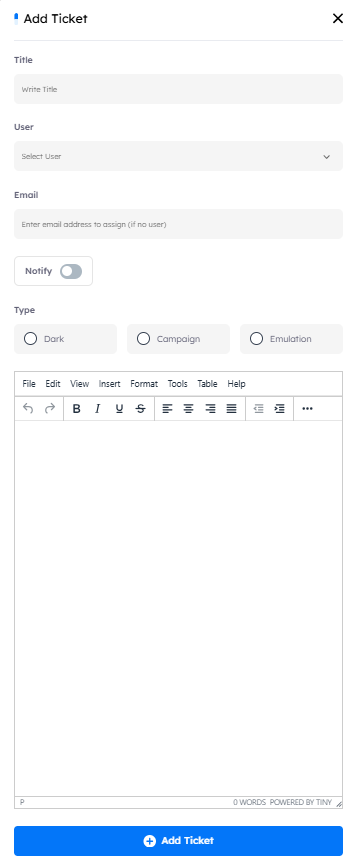 Add Ticket
Title
Write Title
User
Select User
Email
Enter email address to assign (if no user)
Notify
Type
Dark Campaign Emulation
File Edit View Insert Format Tools Table Help
B I U S
P 0 WORDS POWERED BY TINY
Add Ticket